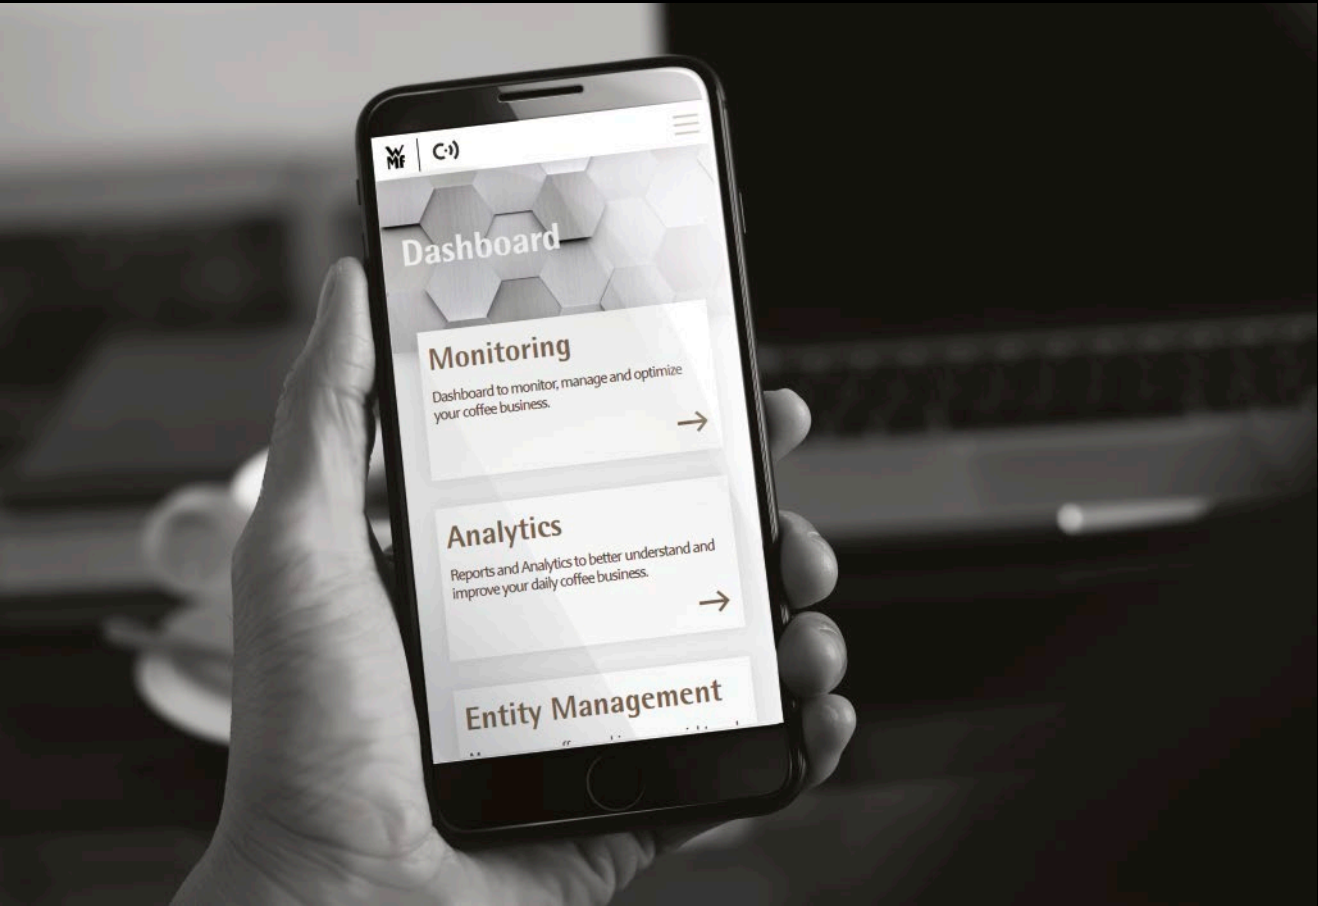 WMF
Dashboard
Monitoring
Dashboard to monitor, manage and optimize
your coffee business.
Analytics
Reports and Analytics to better understand and
improve your daily coffee business.
Entity Management